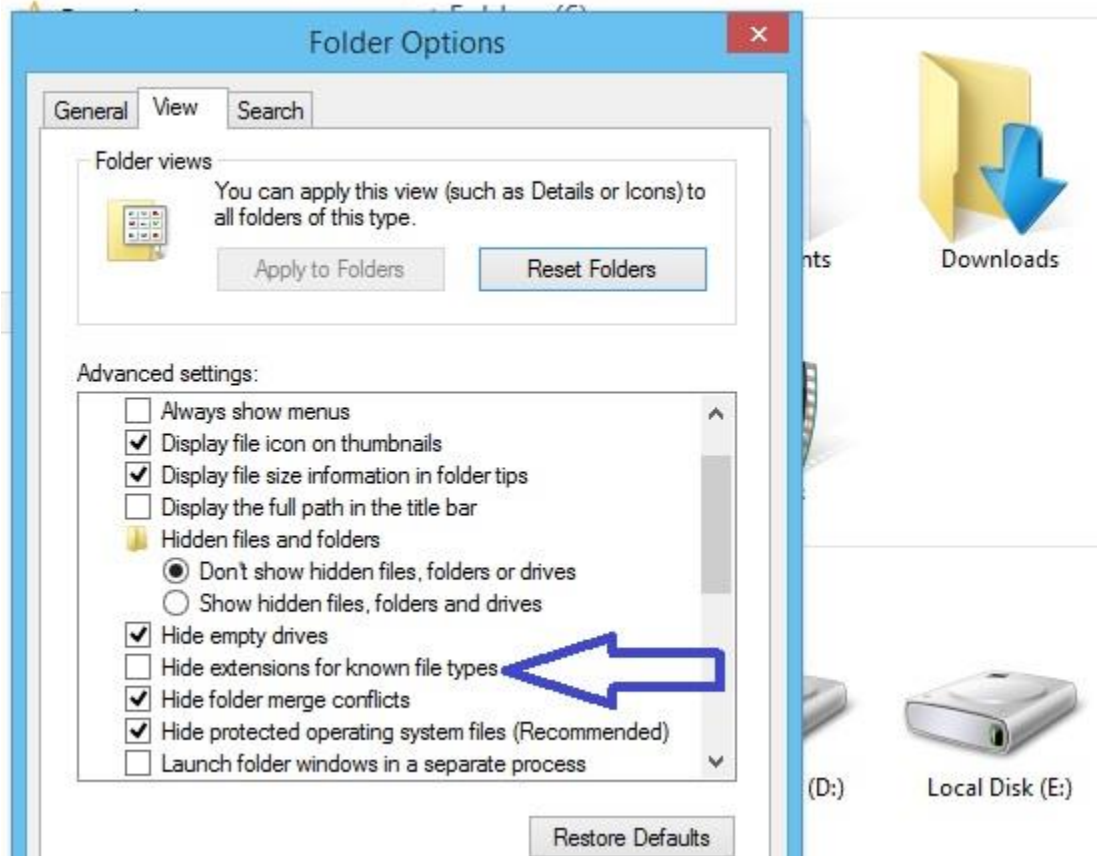 Folder Options
General View Search
Folder views
You can apply this view (such as Details or Icons) to
all folders of this type.
Apply to Folders Reset Folders
Advanced settings:
Always show menus
Display file icon on thumbnails
Display file size information in folder tips
Display the full path in the title bar
Hidden files and folders
Don't show hidden files, folders or drives
Show hidden files, folders and drives
Hide empty drives
Hide extensions for known file types
Hide folder merge conflicts
Hide protected operating system files (Recommended)
Launch folder windows in a separate process
Restore Defaults
Downloads
(D:)
Local Disk (E:)